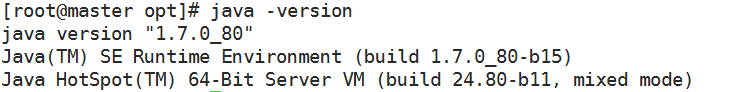 [root@master opt]# java -version
java version "1.7.0_80"
Java(TM) SE Runtime Environment (build 1.7.0_80-b15)
Java HotSpot(TM) 64-Bit Server VM (build 24.80-b11, mixed mode)